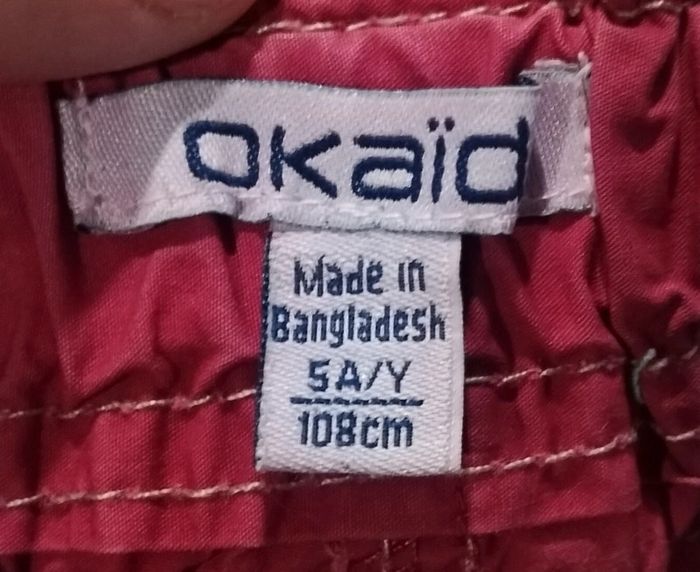 okaïd
Made in
Bangladesh
5A/Y
108cm